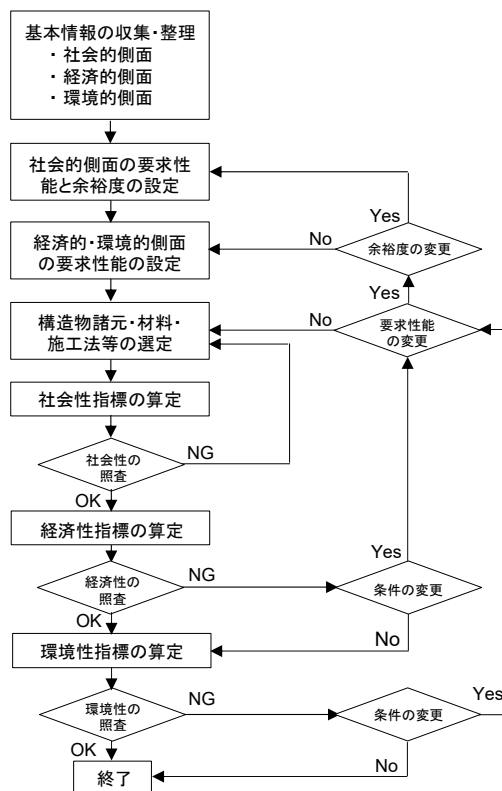 基本情報の収集・整理
・ 社会的側面
・ 経済的側面
・ 環境的側面
社会的側面の要求性
能と余裕度の設定
Yes
No
余裕度の変更
経済的・環境的側面
の要求性能の設定
Yes
構造物諸元・材料・
施工法等の選定
No
要求性能
の変更
社会性指標の算定
社会性の
照査
NG
OK
経済性指標の算定
Yes
経済性の
照査
NG
条件の変更
OK
No
環境性指標の算定
環境性の
照査
NG
条件の変更
Yes
OK
No
終了